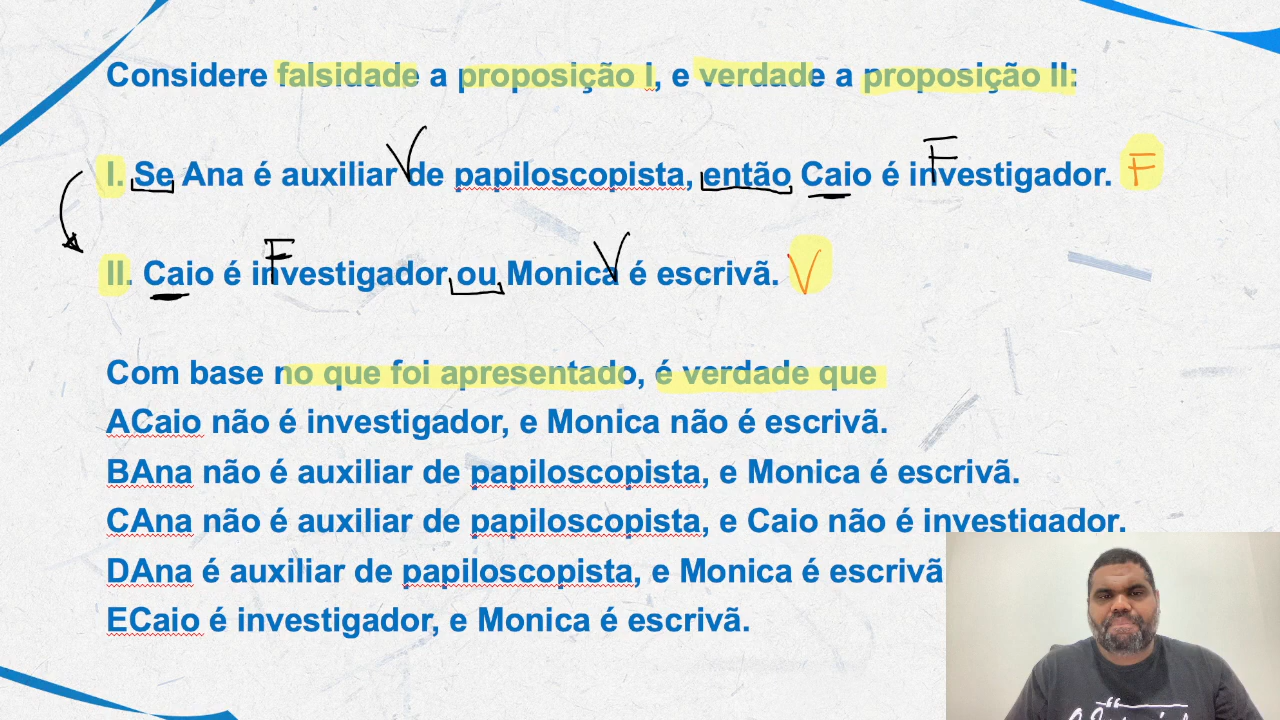 Considere falsidade a proposição I, e verdade a proposição II:
V F
I. Se Ana é auxiliar de papiloscopista, então Caio é investigador. F
F V
II. Caio é investigador ou Monica é escrivã. V
Com base no que foi apresentado, é verdade que
ACaio não é investigador, e Monica não é escrivã.
BAna não é auxiliar de papiloscopista, e Monica é escrivã.
CAna não é auxiliar de papiloscopista, e Caio não é investigador.
DAna é auxiliar de papiloscopista, e Monica é escrivã
ECaio é investigador, e Monica é escrivã.